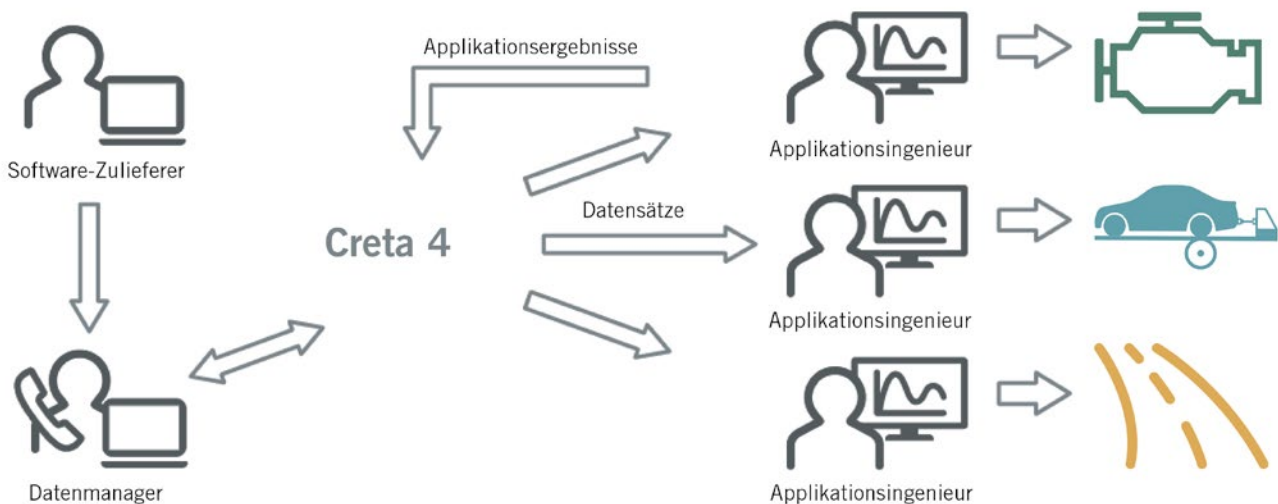 Applikationsergebnisse
Software-Zulieferer
Applikationsingenieur
Datensätze
Creta 4
Applikationsingenieur
Datenmanager
Applikationsingenieur